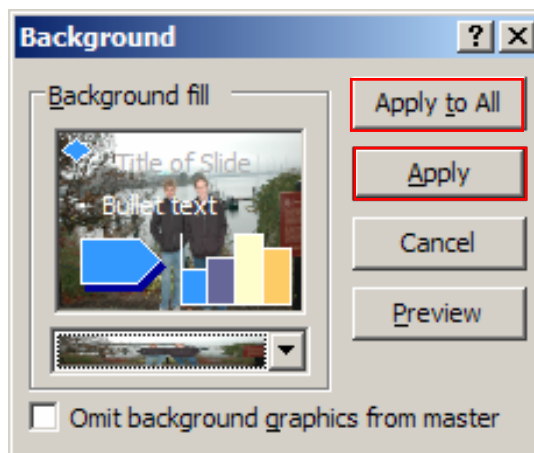 Background
Background fill
Title of Slide
Bullet text
Apply to All
Apply
Cancel
Preview
Omit background graphics from master